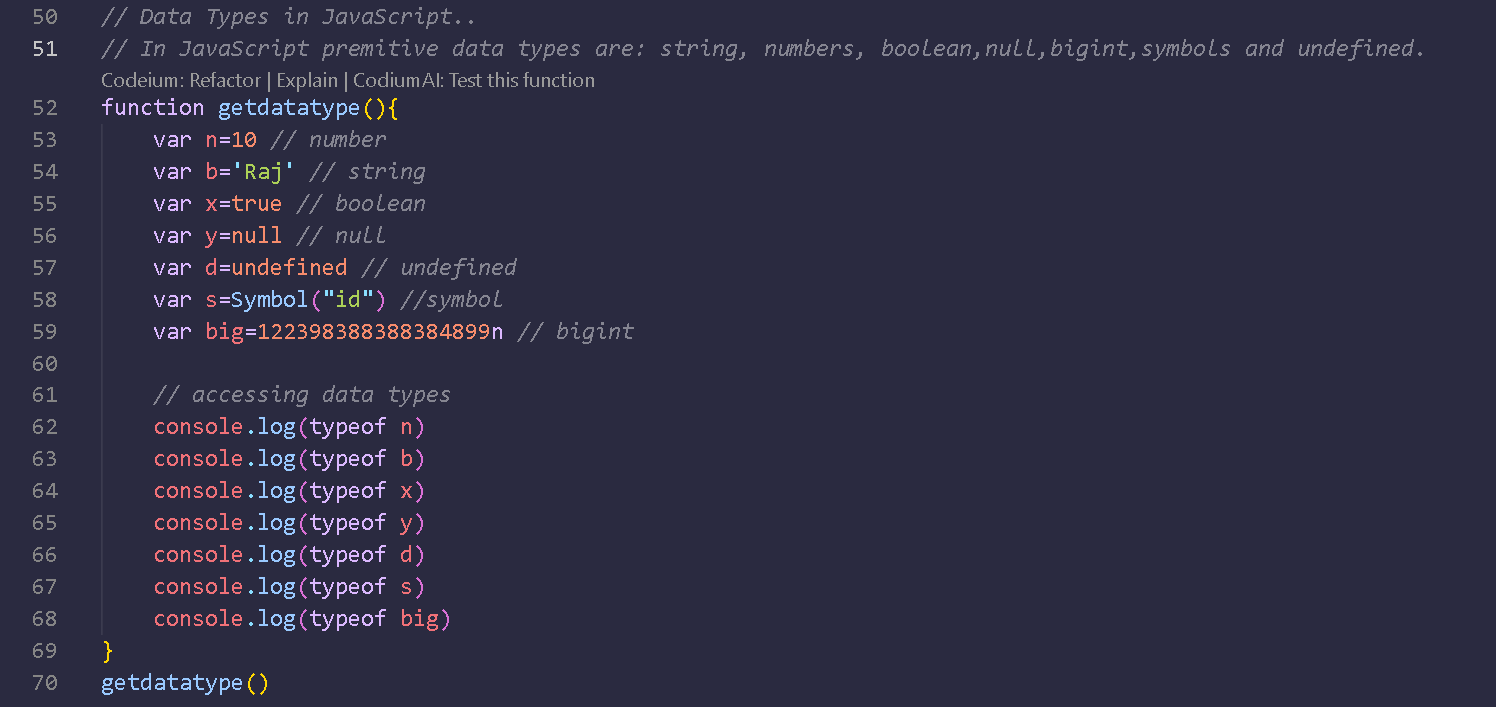 50 // Data Types in JavaScript..
51 // In JavaScript premitive data types are: string, numbers, boolean,null,bigint,symbols and undefined.
Codeium: Refactor | Explain | CodiumAI: Test this function
52 function getdatatype(){
53     var n=10 // number
54     var b='Raj' // string
55     var x=true // boolean
56     var y=null // null
57     var d=undefined // undefined
58     var s=Symbol("id") //symbol
59     var big=122398388388384899n // bigint
60
61     // accessing data types
62     console.log(typeof n)
63     console.log(typeof b)
64     console.log(typeof x)
65     console.log(typeof y)
66     console.log(typeof d)
67     console.log(typeof s)
68     console.log(typeof big)
69 }
70 getdatatype()